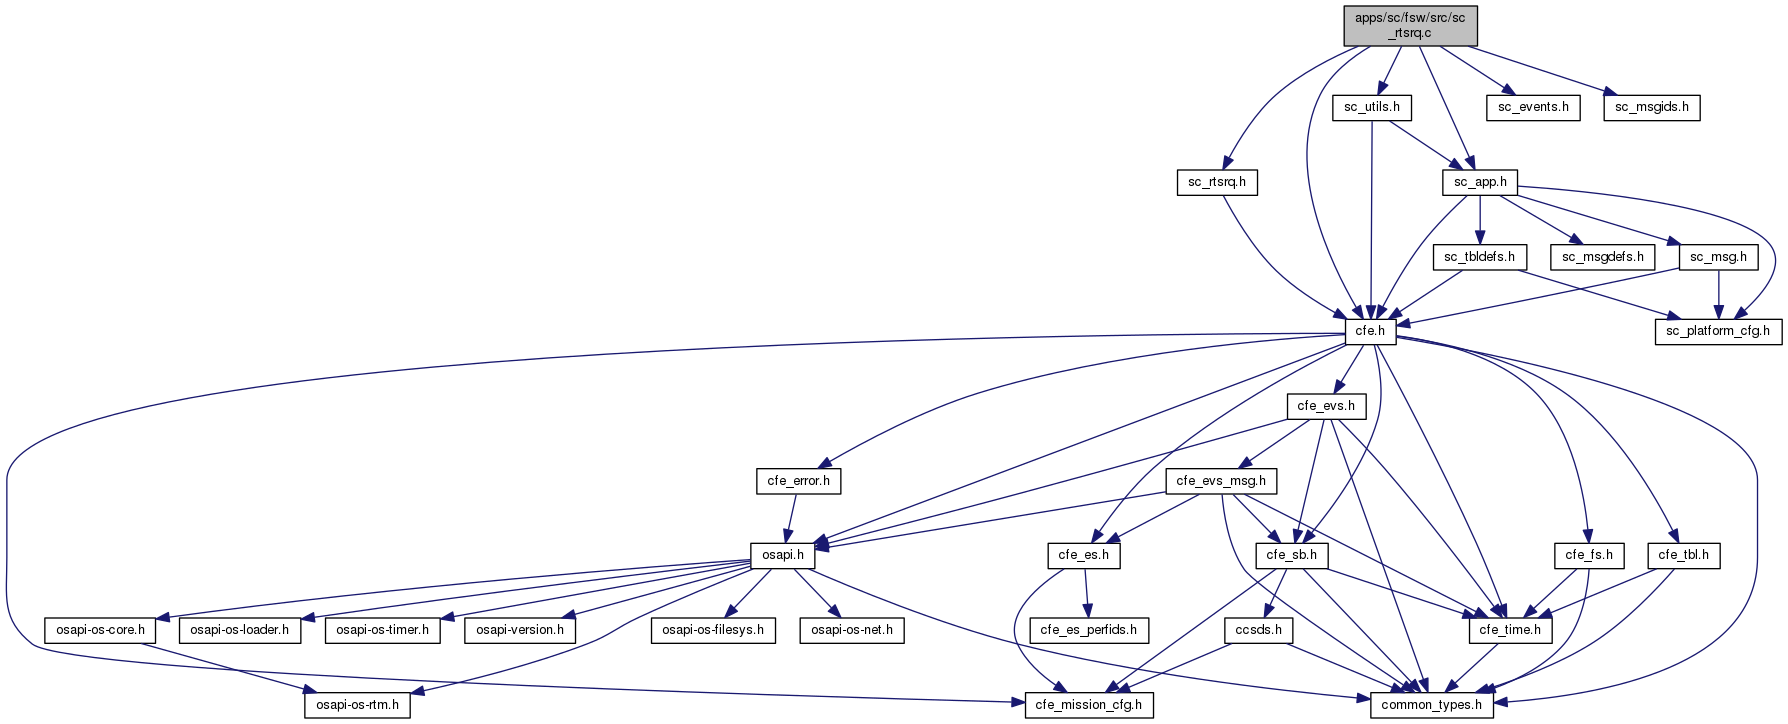 apps/sc/fsw/src/sc
_rtsrq.c
sc_utils.h
sc_events.h
sc_msgids.h
sc_rtsrq.h
sc_app.h
sc_tbldefs.h
sc_msgdefs.h
sc_msg.h
cfe.h
sc_platform_cfg.h
cfe_evs.h
cfe_error.h
cfe_evs_msg.h
osapi.h
cfe_es.h
cfe_sb.h
cfe_fs.h
cfe_tbl.h
osapi-os-core.h
osapi-os-loader.h
osapi-os-timer.h
osapi-version.h
osapi-os-filesys.h
osapi-os-net.h
cfe_es_perfids.h
ccsds.h
cfe_time.h
osapi-os-rtm.h
cfe_mission_cfg.h
common_types.h